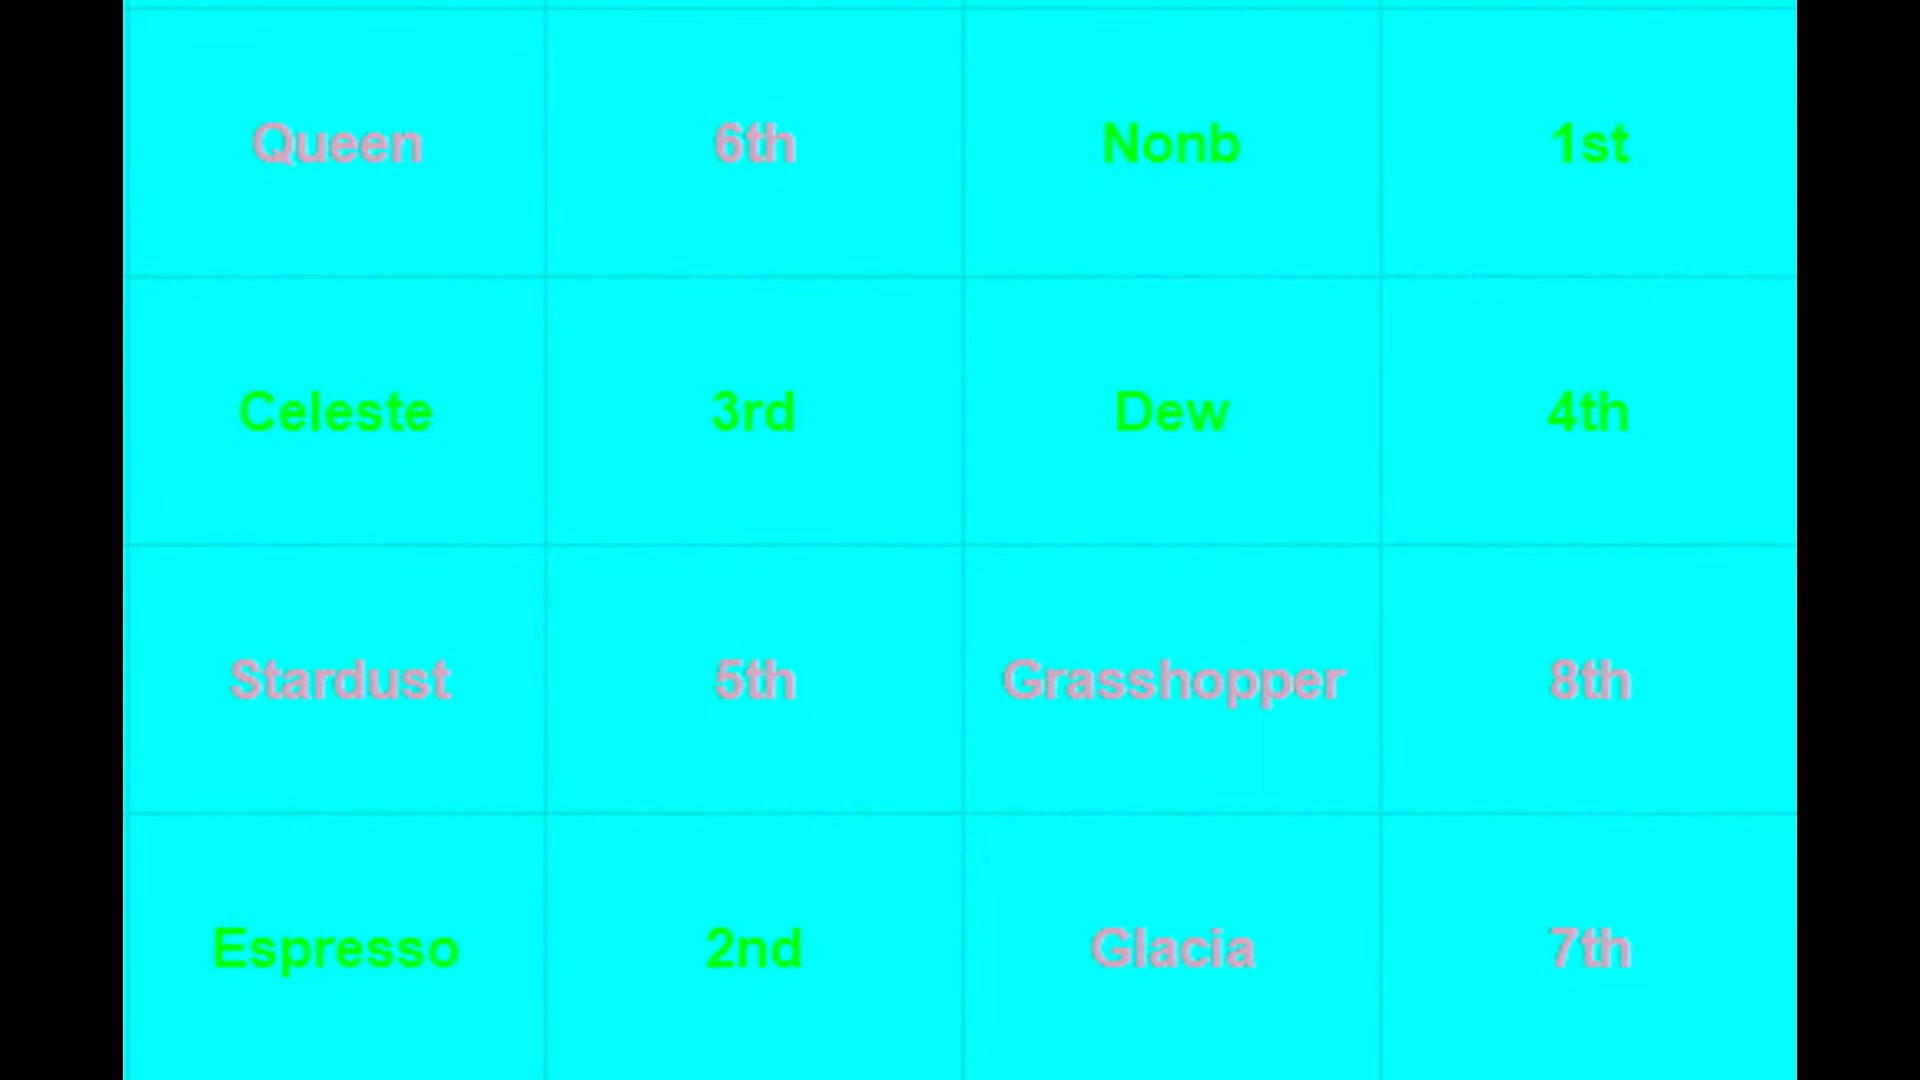 Queen 6th Nonb 1st
Celeste 3rd Dew 4th
Stardust 5th Grasshopper 8th
Espresso 2nd Glacia 7th